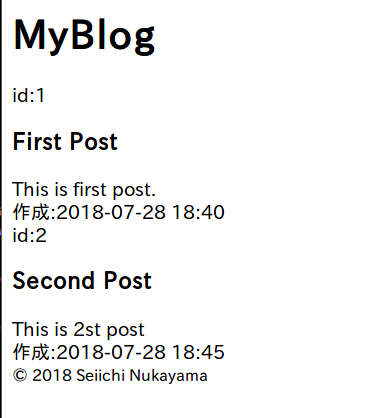 MyBlog
id:1
First Post
This is first post.
作成:2018-07-28 18:40
id:2
Second Post
This is 2st post
作成:2018-07-28 18:45
© 2018 Seiichi Nukayama